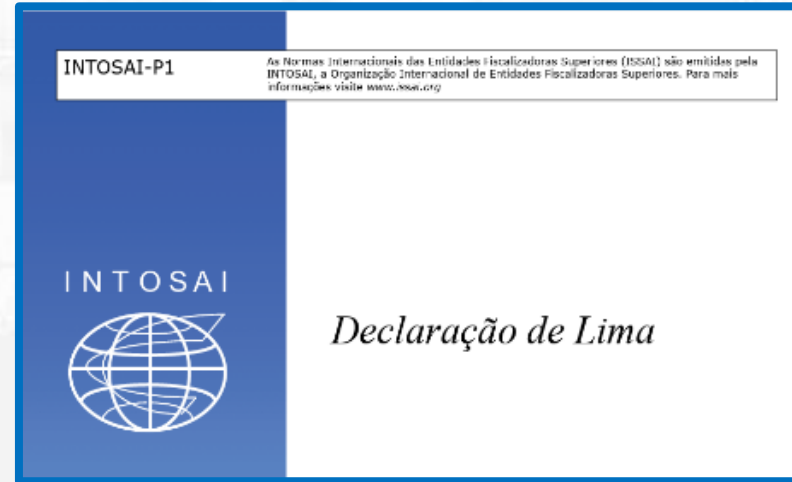 INTOSAI-P1
As Normas Internacionais das Entidades Fiscalizadoras Superiores (ISSAI) são emitidas pela
INTOSAI, a Organização Internacional de Entidades Fiscalizadoras Superiores. Para mais
informações visite www.issai.org
INTOSAI
Declaração de Lima